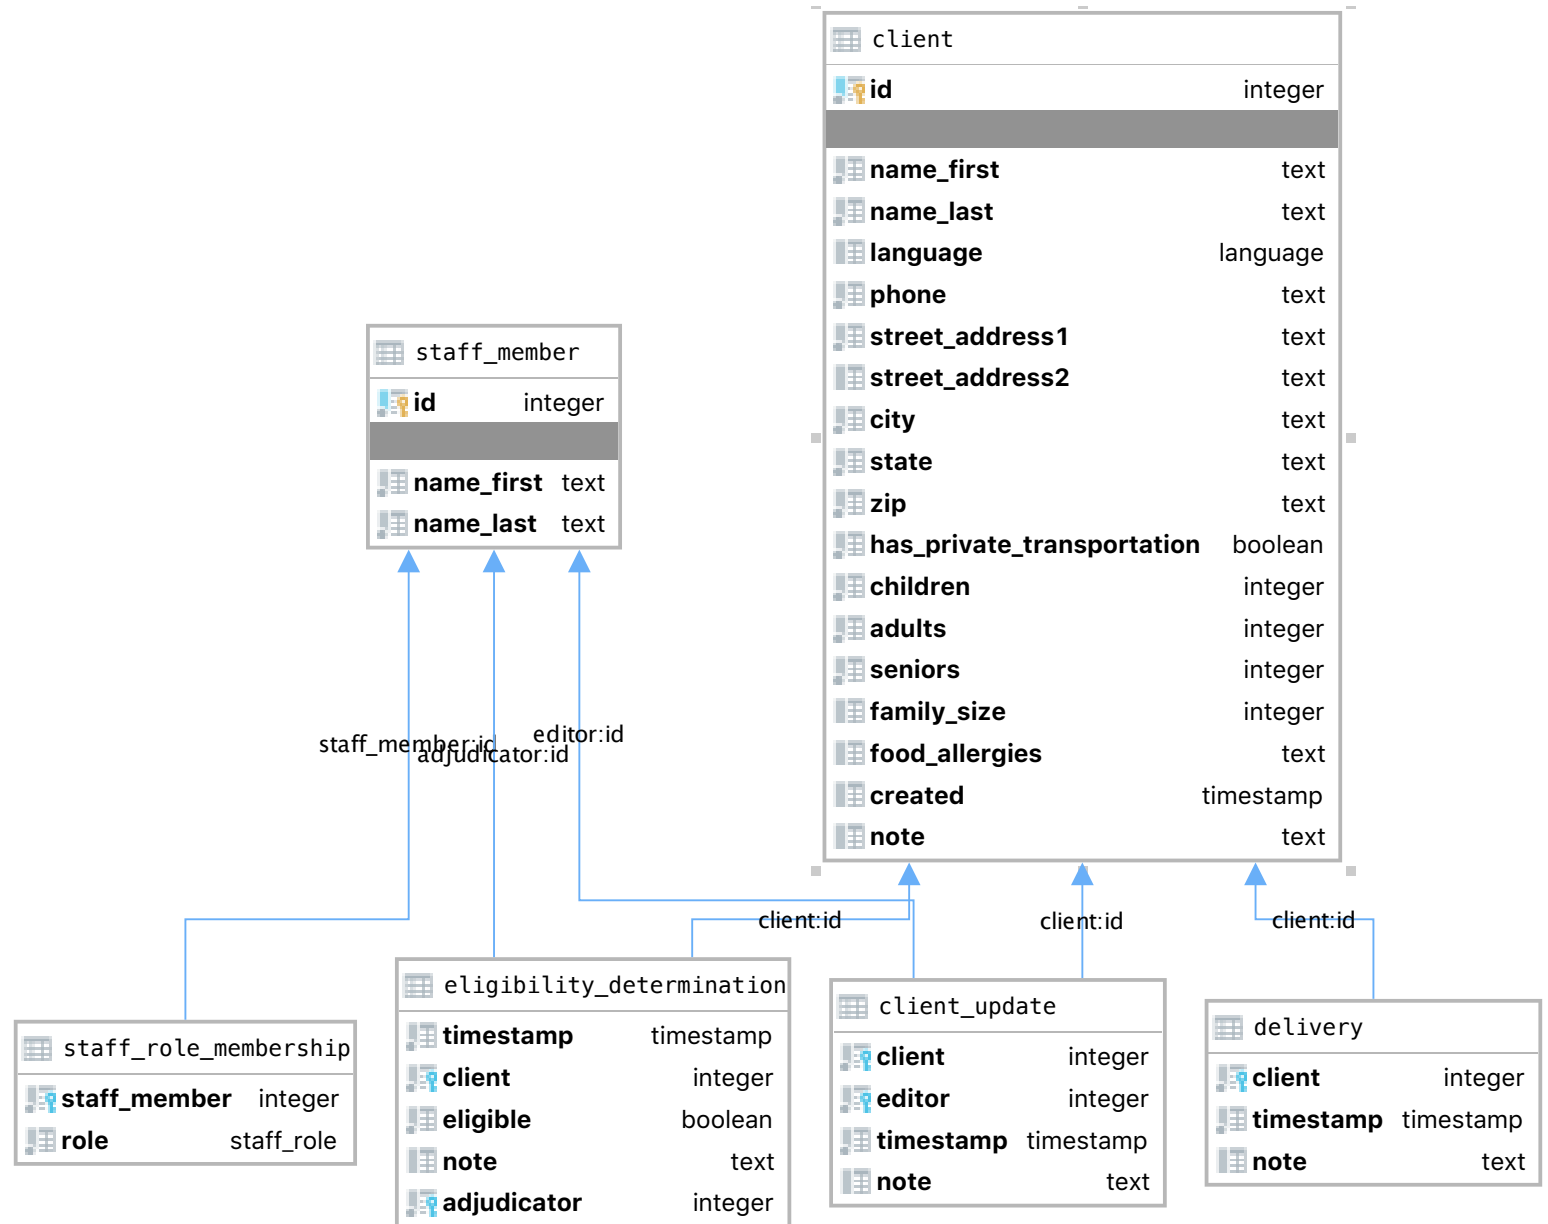 client
id integer
name_first text
name_last text
language language
phone text
street_address1 text
street_address2 text
city text
state text
zip text
has_private_transportation boolean
children integer
adults integer
seniors integer
family_size integer
food_allergies text
created timestamp
note text
staff_member
id integer
name_first text
name_last text
staff_member:id
adjudicator:id
editor:id
client:id
client:id
client:id
staff_role_membership
staff_member integer
role staff_role
eligibility_determination
timestamp timestamp
client integer
eligible boolean
note text
adjudicator integer
client_update
client integer
editor integer
timestamp timestamp
note text
delivery
client integer
timestamp timestamp
note text